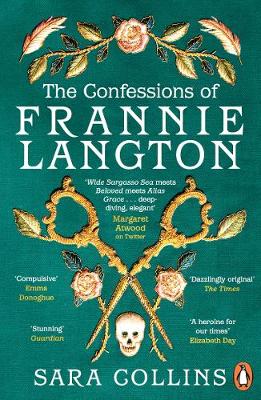 The Confessions of
FRANNIE
LANGTON
'Wide Sargasso Sea meets
Beloved meets Alias
Grace . . . deep-
diving, elegant'
Margaret
Atwood
on Twitter
'Compulsive'
Emma
Donoghue
'Dazzlingly original'
The Times
'Stunning'
Guardian
'A heroine for
our times'
Elizabeth Day
SARA COLLINS